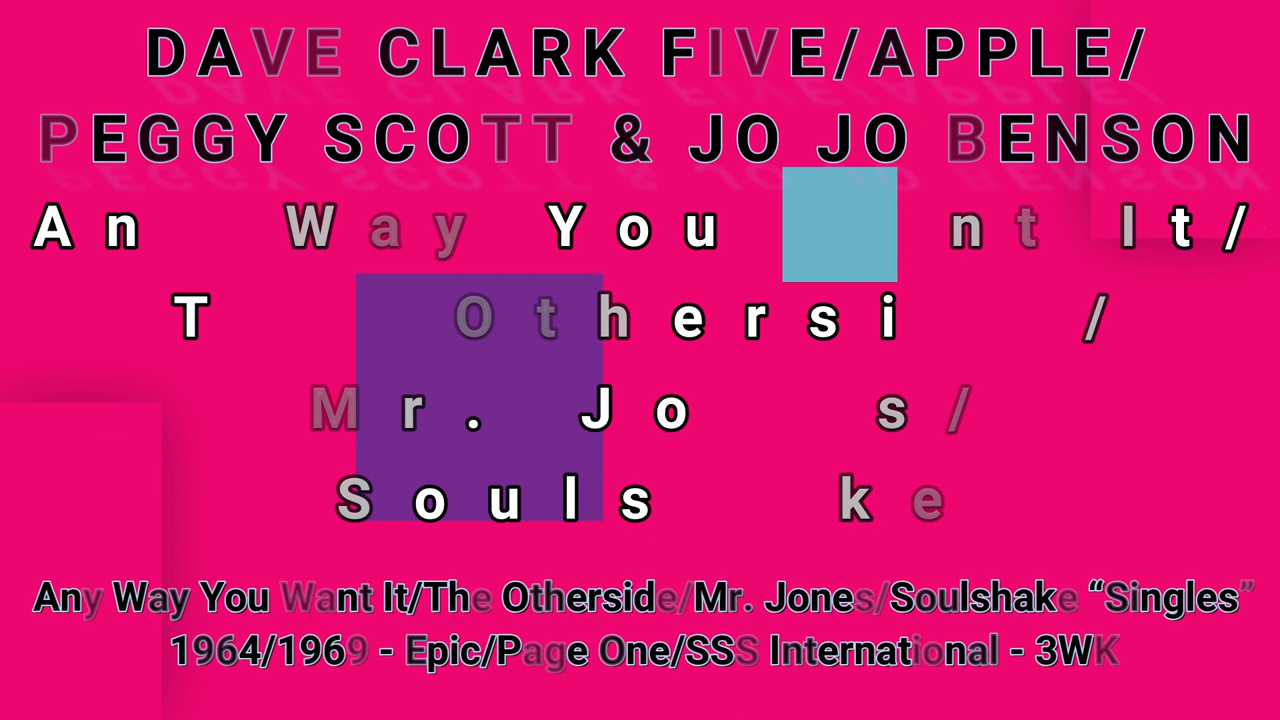 DAVE CLARK FIVE/APPLE/
PEGGY SCOTT & JO JO BENSON
An Way You nt It/
T Othersi /
Mr. Jo s/
Souls ke
Any Way You Want It/The Otherside/Mr. Jones/Soulshake “Singles”
1964/1969 - Epic/Page One/SSS International - 3WK